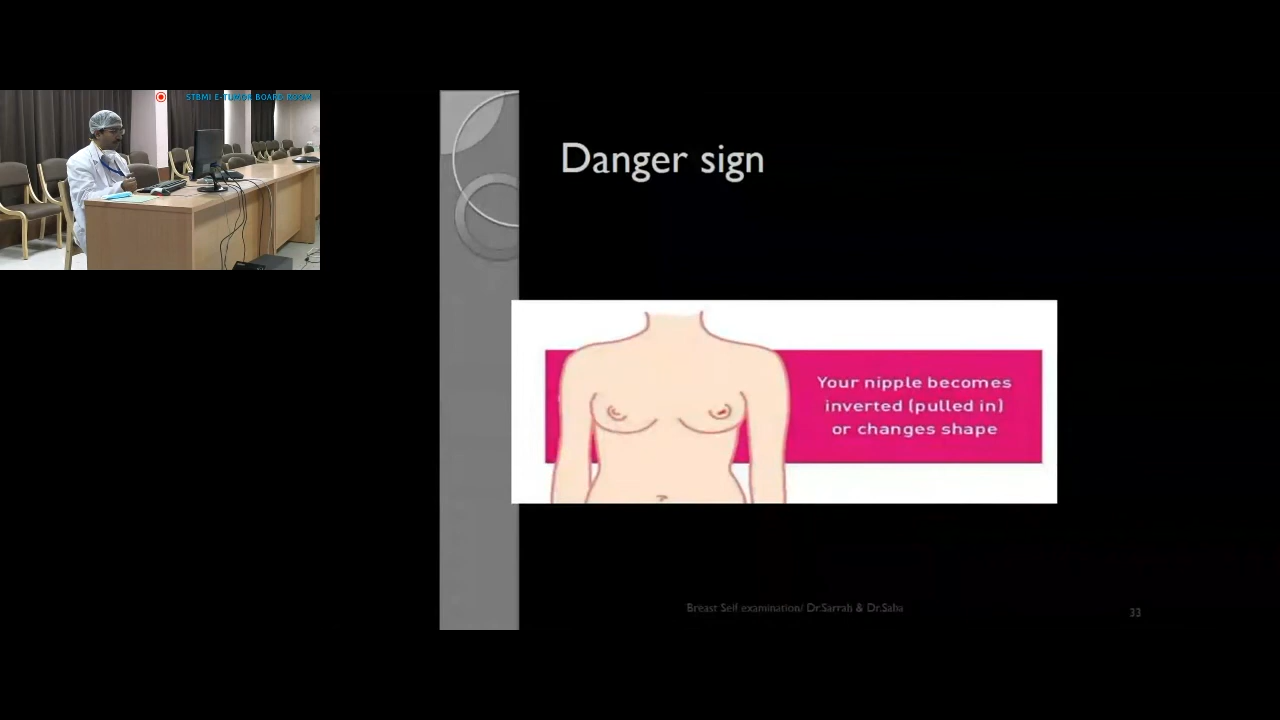 STBMI E-TUMOR BOARD ROOM
Danger sign
Your nipple becomes
inverted (pulled in)
or changes shape
Breast Self examination/ Dr.Sarrah & Dr.Saba
33